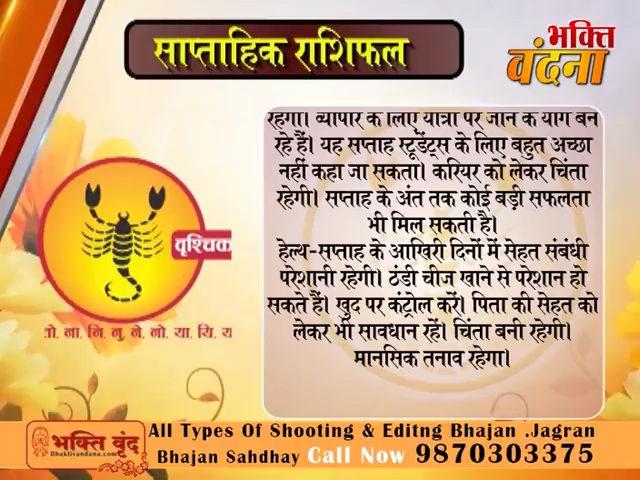 साप्ताहिक राशिफल
भक्ति
वंदना
रहेगा। व्यापार के लिए यात्रा पर जाने के योग बन
रहे हैं। यह सप्ताह स्टूडेंट्स के लिए बहुत अच्छा
नहीं कहा जा सकता। करियर को लेकर चिंता
रहेगी। सप्ताह के अंत तक कोई बड़ी सफलता
भी मिल सकती है।
हेल्थ-सप्ताह के आखिरी दिनों में सेहत संबंधी
परेशानी रहेगी। ठंडी चीज खाने से परेशान हो
सकते हैं। खुद पर कंट्रोल करें। पिता की सेहत को
लेकर भी सावधान रहें। चिंता बनी रहेगी।
मानसिक तनाव रहेगा।
वृश्चिक
तो, ना, नि, नु, ने, नो, या, यि, य
भक्ति वृंद
Bhaktivandana.com
All Types Of Shooting & Editng Bhajan .Jagran
Bhajan Sahdhay Call Now 9870303375